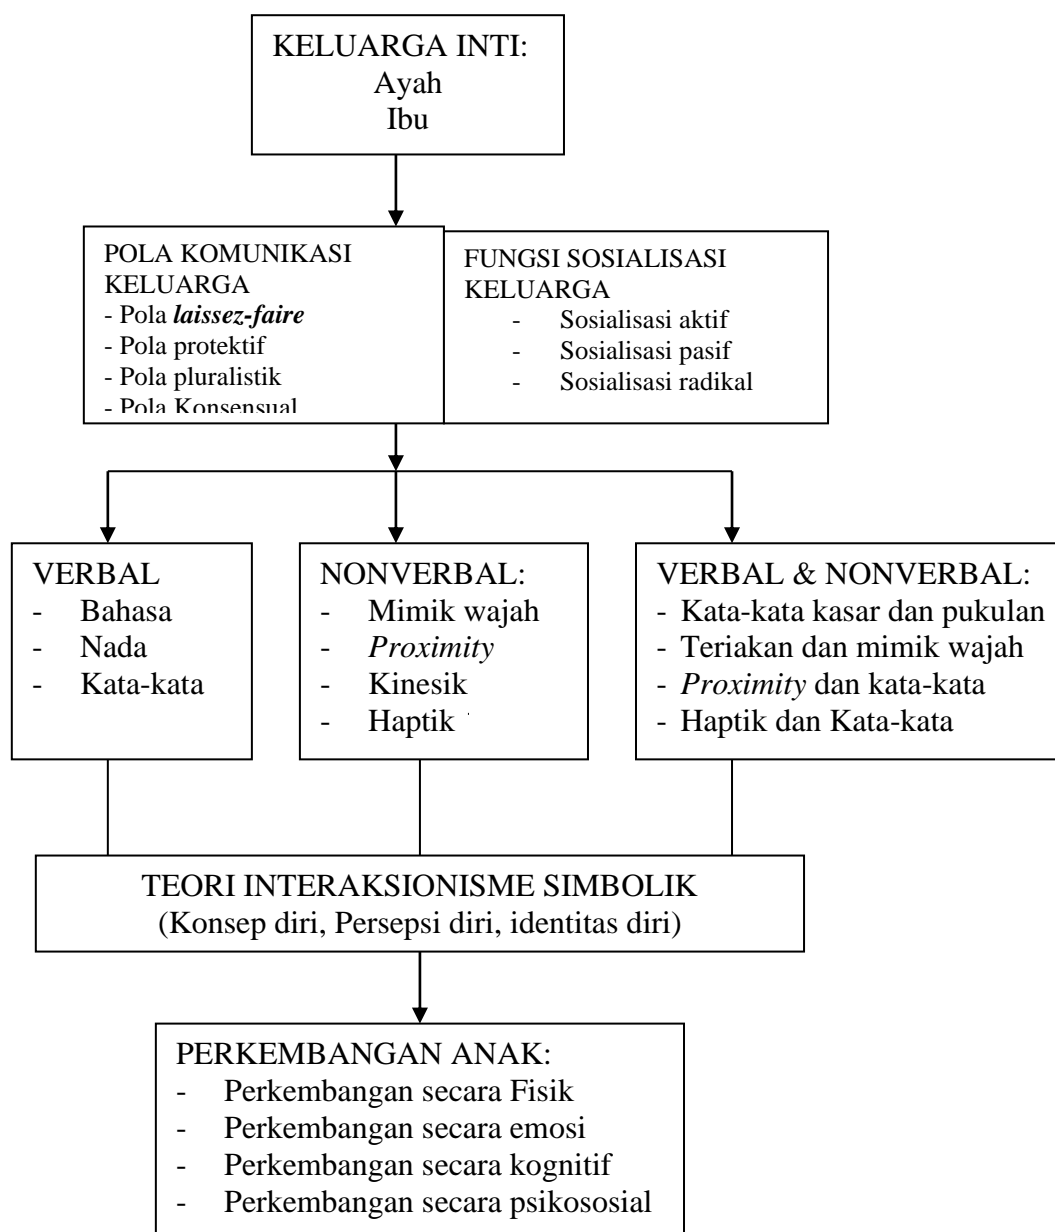 KELUARGA INTI:
Ayah
Ibu
POLA KOMUNIKASI
KELUARGA
- Pola laissez-faire
- Pola protektif
- Pola pluralistik
- Pola Konsensual
FUNGSI SOSIALISASI
KELUARGA
- Sosialisasi aktif
- Sosialisasi pasif
- Sosialisasi radikal
VERBAL
- Bahasa
- Nada
- Kata-kata
NONVERBAL:
- Mimik wajah
- Proximity
- Kinesik
- Haptik
VERBAL & NONVERBAL:
- Kata-kata kasar dan pukulan
- Teriakan dan mimik wajah
- Proximity dan kata-kata
- Haptik dan Kata-kata
TEORI INTERAKSIONISME SIMBOLIK
(Konsep diri, Persepsi diri, identitas diri)
PERKEMBANGAN ANAK:
- Perkembangan secara Fisik
- Perkembangan secara emosi
- Perkembangan secara kognitif
- Perkembangan secara psikososial